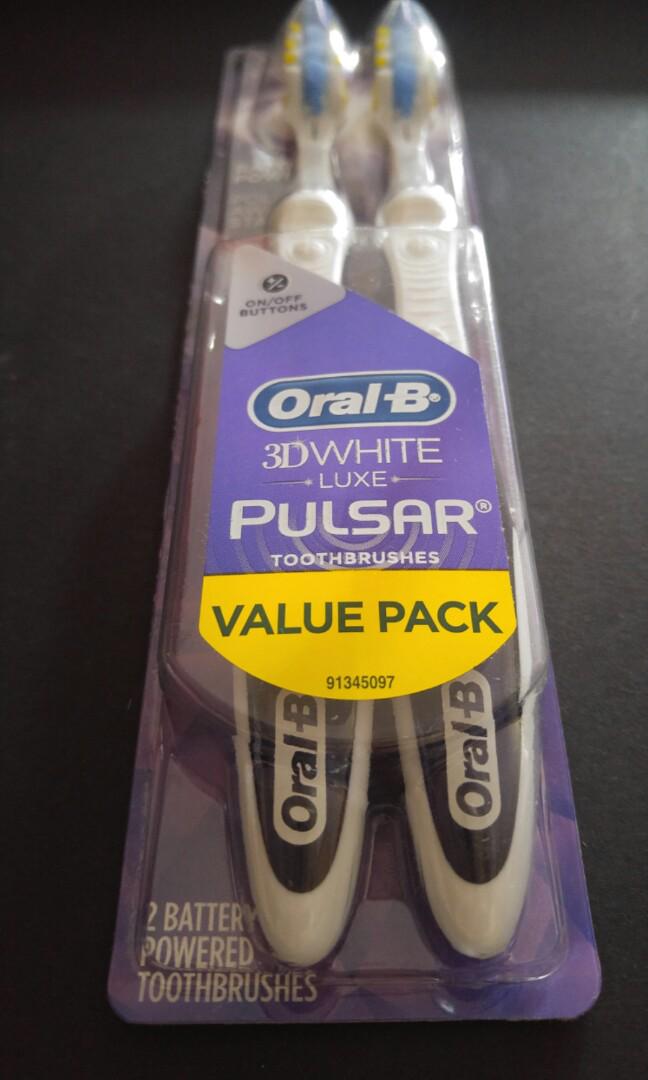 ON/OFF
BUTTONS
Oral-B®
3DWHITE
LUXE
PULSAR®
TOOTHBRUSHES
VALUE PACK
91345097
Oral-B
Oral-B
2 BATTERY
POWERED
TOOTHBRUSHES